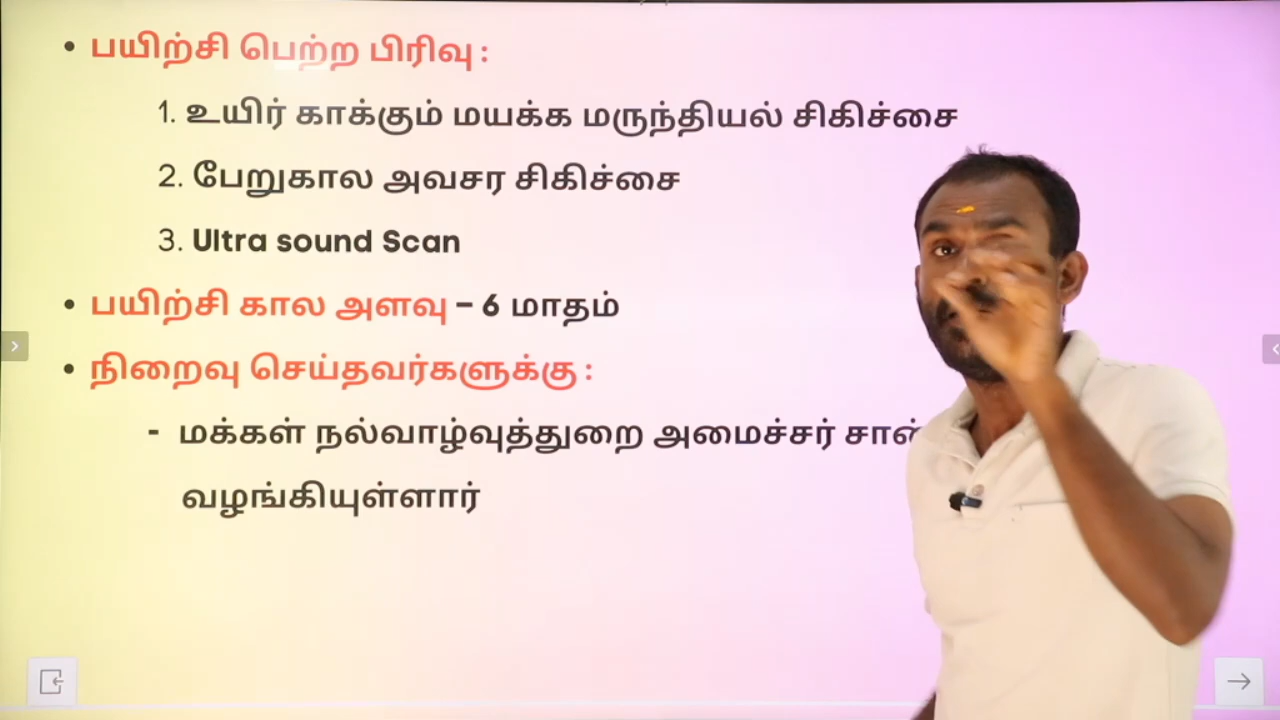 • பயிற்சி பெற்ற பிரிவு :
1. உயிர் காக்கும் மயக்க மருந்தியல் சிகிச்சை
2. பேறுகால அவசர சிகிச்சை
3. Ultra sound Scan
• பயிற்சி கால அளவு – 6 மாதம்
• நிறைவு செய்தவர்களுக்கு :
- மக்கள் நல்வாழ்வுத்துறை அமைச்சர்
வழங்கியுள்ளார்